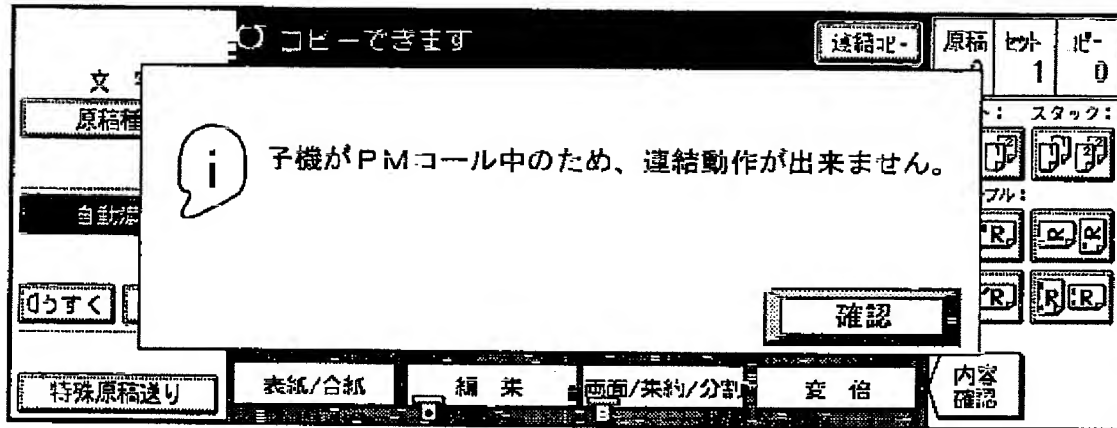 コピーできます
連結コピー
原稿 セット コピー
1 0
文
原稿種
スタック：
子機がＰＭコール中のため、連結動作が出来ません。
自動濃
うすく
確認
特殊原稿送り
表紙/合紙
編 集
両面/集約/分割
変 倍
内容
確認